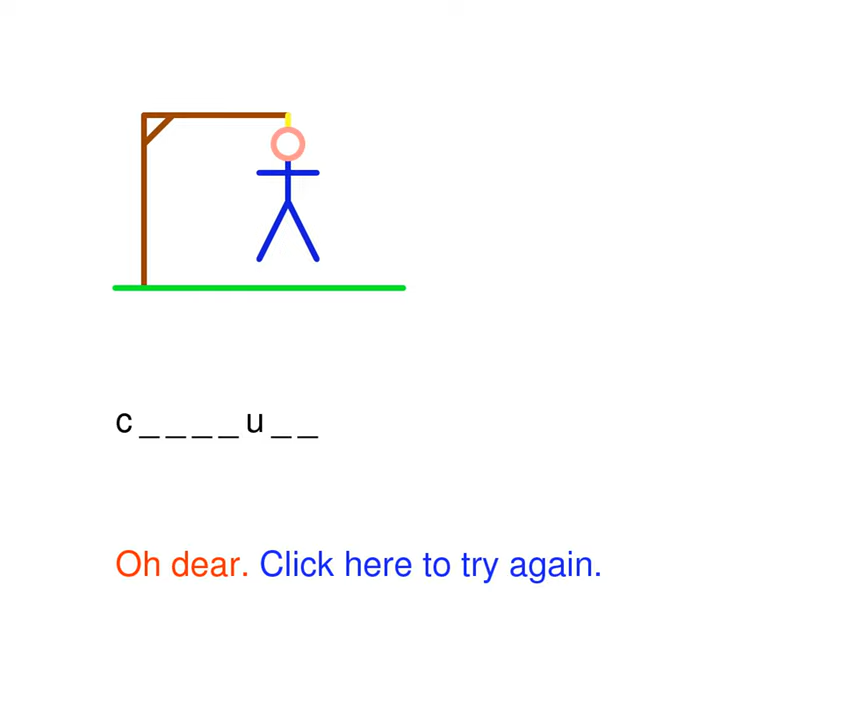 c _ _ _ _ u _ _
Oh dear. Click here to try again.